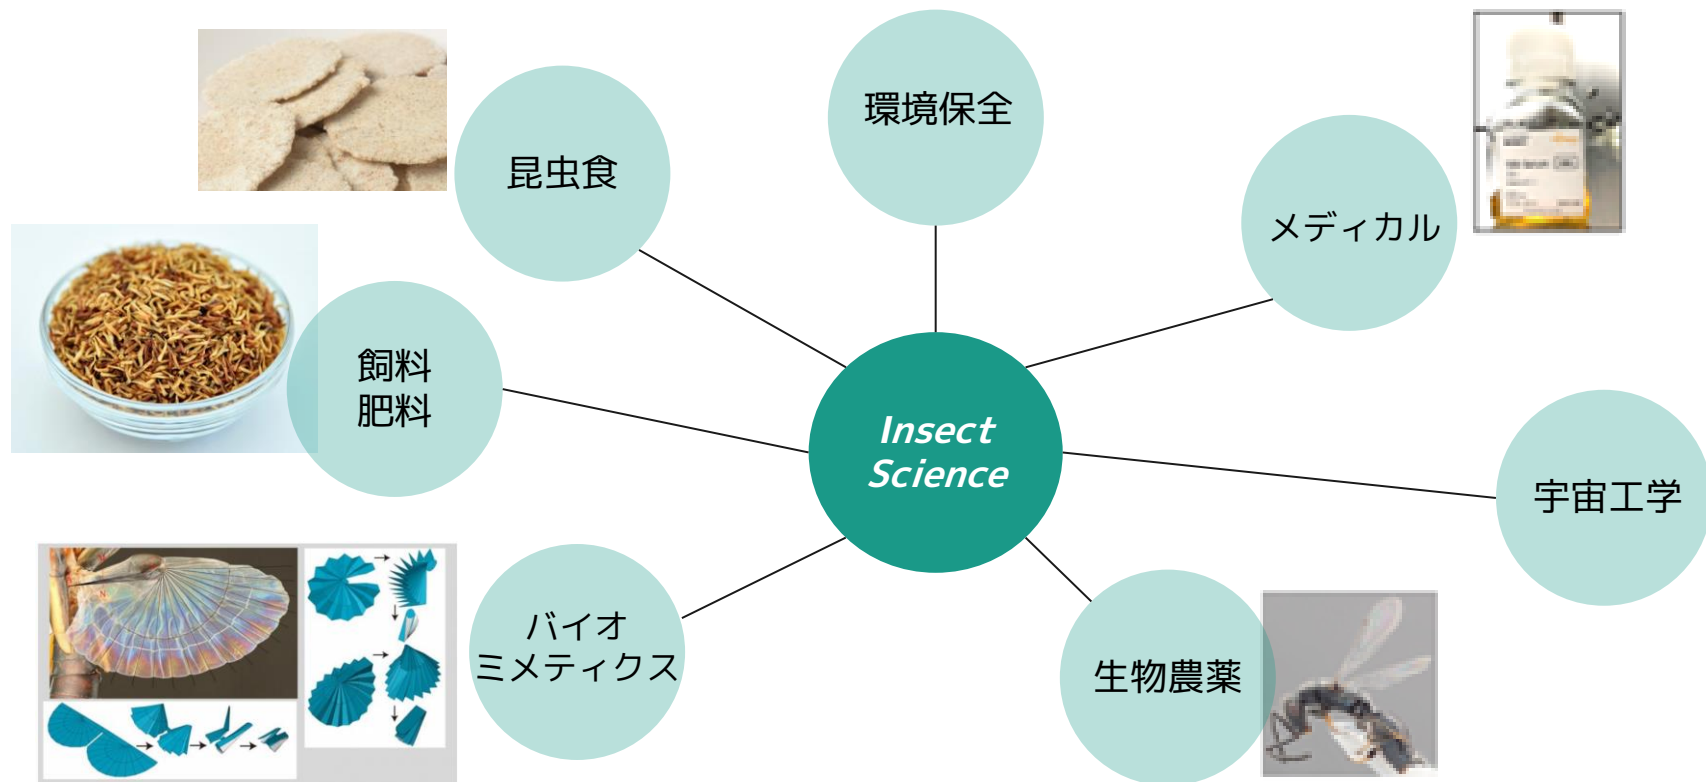 環境保全
昆虫食
メディカル
飼料
肥料
Insect
Science
宇宙工学
バイオ
ミメティクス
生物農薬